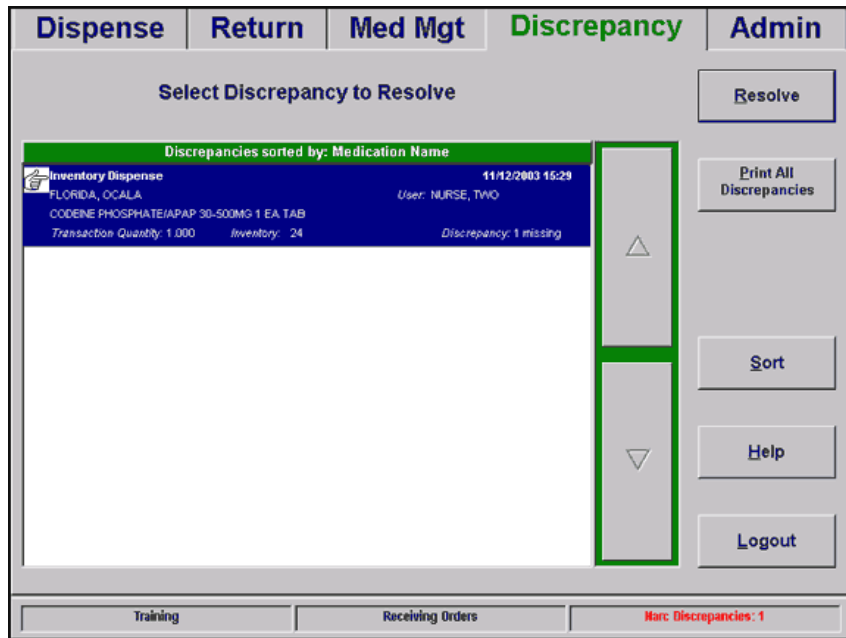 Dispense Return Med Mgt Discrepancy Admin
Select Discrepancy to Resolve
Resolve
Discrepancies sorted by: Medication Name
Inventory Dispense 11/12/2003 15:29
FLORIDA, OCALA User: NURSE, TWO
CODEINE PHOSPHATE/APAP 30-500MG 1 EA TAB
Transaction Quantity: 1.000 Inventory: 24 Discrepancy: 1 missing
Print All
Discrepancies
Sort
Help
Logout
Training Receiving Orders Narc Discrepancies: 1